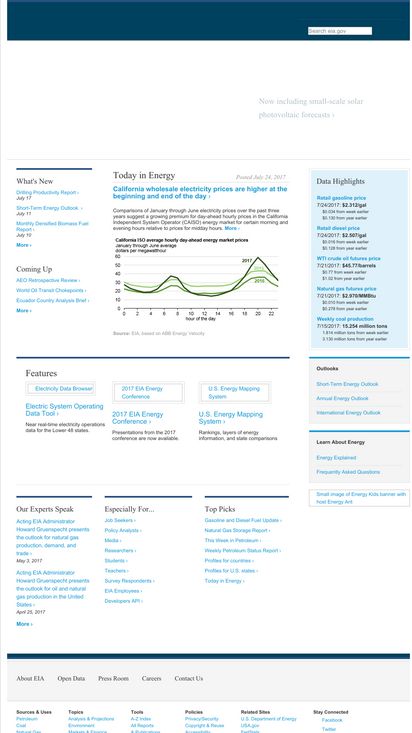 Search eia.gov
Now including small-scale solar
photovoltaic forecasts ›
What's New
Drilling Productivity Report ›
July 17
Short-Term Energy Outlook ›
July 11
Monthly Densified Biomass Fuel
Report ›
July 10
More ›
Coming Up
AEO Retrospective Review ›
World Oil Transit Chokepoints ›
Ecuador Country Analysis Brief ›
More ›
Today in Energy
Posted July 24, 2017
California wholesale electricity prices are higher at the
beginning and end of the day ›
Comparisons of January through June electricity prices over the past three
years suggest a growing premium for day-ahead hourly prices in the California
Independent System Operator (CAISO) energy market for certain morning and
evening hours relative to prices for midday hours. More ›
California ISO average hourly day-ahead energy market prices
January through June average
dollars per megawatthour
60
50
40
30
20
10
0
2017
2015
2016
0 2 4 6 8 10 12 14 16 18 20 22
hour of the day
Source: EIA, based on ABB Energy Velocity
Data Highlights
Retail gasoline price
7/24/2017: $2.312/gal
$0.034 from week earlier
$0.130 from year earlier
Retail diesel price
7/24/2017: $2.507/gal
$0.016 from week earlier
$0.128 from year earlier
WTI crude oil futures price
7/21/2017: $45.77/barrels
$0.77 from week earlier
$1.02 from year earlier
Natural gas futures price
7/21/2017: $2.970/MMBtu
$0.010 from week earlier
$0.278 from year earlier
Weekly coal production
7/15/2017: 15.254 million tons
1.814 million tons from week earlier
3.130 million tons from year earlier
Features
Electricity Data Browser
Electric System Operating
Data Tool ›
Near real-time electricity operations
data for the Lower 48 states.
2017 EIA Energy
Conference
2017 EIA Energy
Conference ›
Presentations from the 2017
conference are now available.
U.S. Energy Mapping
System
U.S. Energy Mapping
System ›
Rankings, layers of energy
information, and state comparisons
Outlooks
Short-Term Energy Outlook
Annual Energy Outlook
International Energy Outlook
Learn About Energy
Energy Explained
Frequently Asked Questions
Small image of Energy Kids banner with
host Energy Ant
Our Experts Speak
Acting EIA Administrator
Howard Gruenspecht presents
the outlook for natural gas
production, demand, and
trade ›
May 3, 2017
Acting EIA Administrator
Howard Gruenspecht presents
the outlook for oil and natural
gas production in the United
States ›
April 25, 2017
More ›
Especially For...
Job Seekers ›
Policy Analysts ›
Media ›
Researchers ›
Students ›
Teachers ›
Survey Respondents ›
EIA Employees ›
Developers API ›
Top Picks
Gasoline and Diesel Fuel Update ›
Natural Gas Storage Report ›
This Week in Petroleum ›
Weekly Petroleum Status Report ›
Profiles for countries ›
Profiles for U.S. states ›
Today in Energy ›
About EIA
Open Data
Press Room
Careers
Contact Us
Sources & Uses
Petroleum
Coal
Natural Gas
Topics
Analysis & Projections
Environment
Markets & Finance
Tools
A-Z Index
All Reports
& Publications
Policies
Privacy/Security
Copyright & Reuse
Accessibility
Related Sites
U.S. Department of Energy
USA.gov
FedStats
Stay Connected
Facebook
Twitter